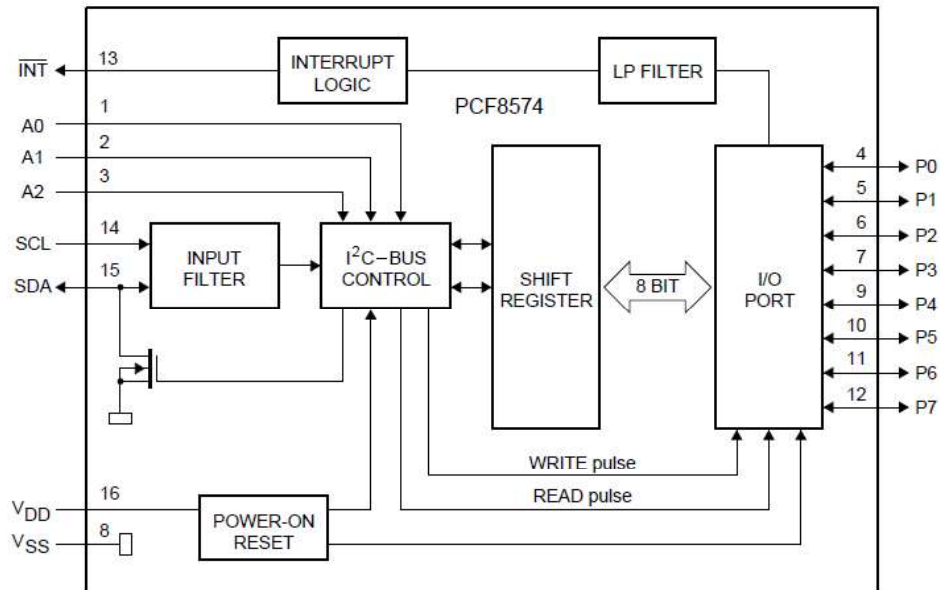 13
INT
INTERRUPT
LOGIC
LP FILTER
PCF8574
1
A0
2
A1
3
A2
14
SCL
15
SDA
INPUT
FILTER
I²C–BUS
CONTROL
SHIFT
REGISTER
8 BIT
I/O
PORT
4
P0
5
P1
6
P2
7
P3
9
P4
10
P5
11
P6
12
P7
WRITE pulse
READ pulse
16
VDD
8
VSS
POWER-ON
RESET